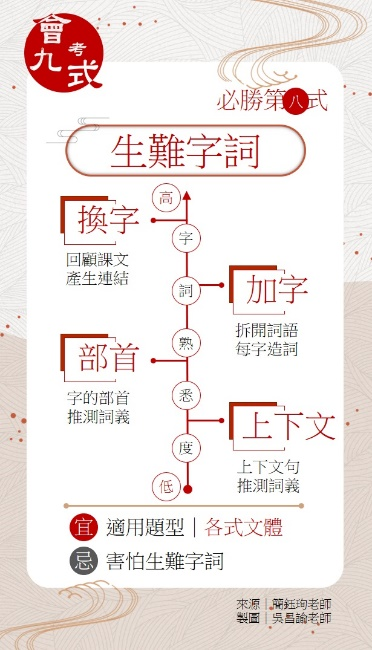 會考
九式
必勝第八式
生難字詞
高
字
詞
熟
悉
度
低
換字
回顧課文
產生連結
加字
拆開詞語
每字造詞
部首
字的部首
推測詞義
上下文
上下文句
推測詞義
宜 適用題型｜各式文體
忌 害怕生難字詞
來源｜簡鈺珣老師
製圖｜吳昌諭老師